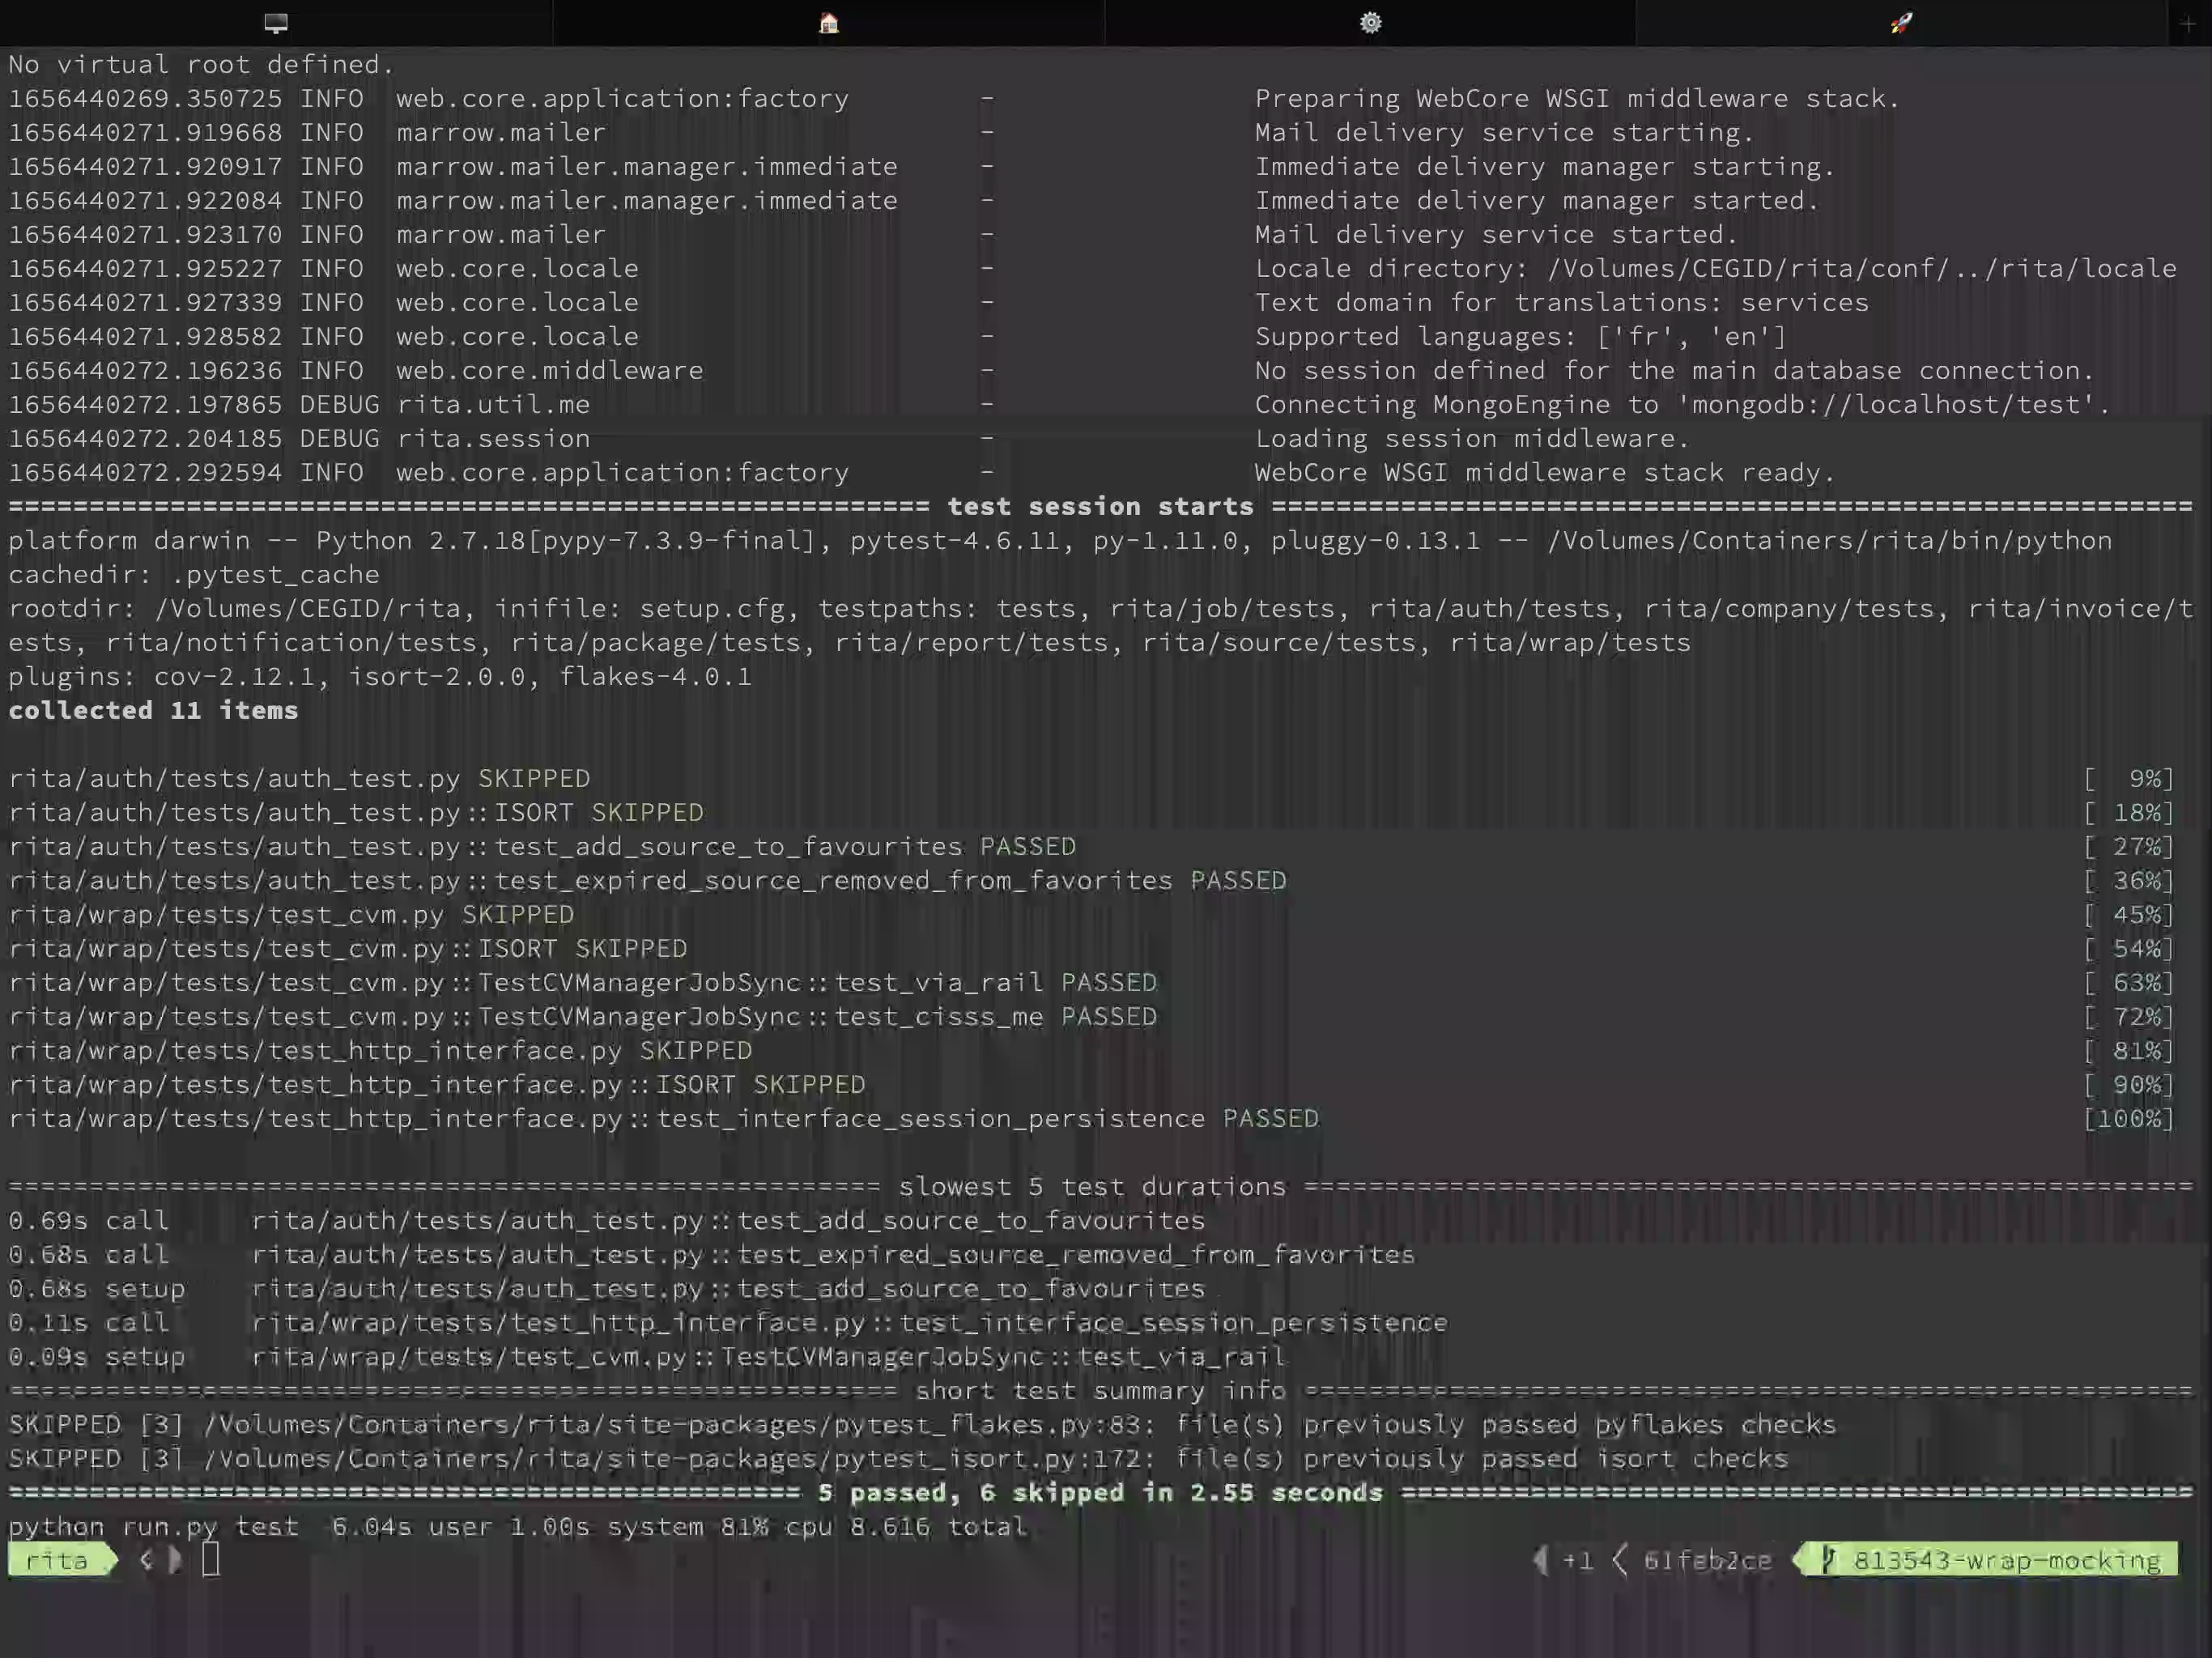 No virtual root defined.
1656440269.350725 INFO  web.core.application:factory        -                Preparing WebCore WSGI middleware stack.
1656440271.919668 INFO  marrow.mailer                       -                Mail delivery service starting.
1656440271.920917 INFO  marrow.mailer.manager.immediate     -                Immediate delivery manager starting.
1656440271.922084 INFO  marrow.mailer.manager.immediate     -                Immediate delivery manager started.
1656440271.923170 INFO  marrow.mailer                       -                Mail delivery service started.
1656440271.925227 INFO  web.core.locale                     -                Locale directory: /Volumes/CEGID/rita/conf/../rita/locale
1656440271.927339 INFO  web.core.locale                     -                Text domain for translations: services
1656440271.928582 INFO  web.core.locale                     -                Supported languages: ['fr', 'en']
1656440272.196236 INFO  web.core.middleware                 -                No session defined for the main database connection.
1656440272.197865 DEBUG rita.util.me                        -                Connecting MongoEngine to 'mongodb://localhost/test'.
1656440272.204185 DEBUG rita.session                        -                Loading session middleware.
1656440272.292594 INFO  web.core.application:factory        -                WebCore WSGI middleware stack ready.
========================================================= test session starts =========================================================
platform darwin -- Python 2.7.18[pypy-7.3.9-final], pytest-4.6.11, py-1.11.0, pluggy-0.13.1 -- /Volumes/Containers/rita/bin/python
cachedir: .pytest_cache
rootdir: /Volumes/CEGID/rita, inifile: setup.cfg, testpaths: tests, rita/job/tests, rita/auth/tests, rita/company/tests, rita/invoice/t
ests, rita/notification/tests, rita/package/tests, rita/report/tests, rita/source/tests, rita/wrap/tests
plugins: cov-2.12.1, isort-2.0.0, flakes-4.0.1
collected 11 items
rita/auth/tests/auth_test.py SKIPPED [  9%]
rita/auth/tests/auth_test.py::ISORT SKIPPED [ 18%]
rita/auth/tests/auth_test.py::test_add_source_to_favourites PASSED [ 27%]
rita/auth/tests/auth_test.py::test_expired_source_removed_from_favorites PASSED [ 36%]
rita/wrap/tests/test_cvm.py SKIPPED [ 45%]
rita/wrap/tests/test_cvm.py::ISORT SKIPPED [ 54%]
rita/wrap/tests/test_cvm.py::TestCVManagerJobSync::test_via_rail PASSED [ 63%]
rita/wrap/tests/test_cvm.py::TestCVManagerJobSync::test_cisss_me PASSED [ 72%]
rita/wrap/tests/test_http_interface.py SKIPPED [ 81%]
rita/wrap/tests/test_http_interface.py::ISORT SKIPPED [ 90%]
rita/wrap/tests/test_http_interface.py::test_interface_session_persistence PASSED [100%]
====================================================== slowest 5 test durations =======================================================
0.69s call     rita/auth/tests/auth_test.py::test_add_source_to_favourites
0.68s call     rita/auth/tests/auth_test.py::test_expired_source_removed_from_favorites
0.68s setup    rita/auth/tests/auth_test.py::test_add_source_to_favourites
0.11s call     rita/wrap/tests/test_http_interface.py::test_interface_session_persistence
0.09s setup    rita/wrap/tests/test_cvm.py::TestCVManagerJobSync::test_via_rail
======================================================= short test summary info =======================================================
SKIPPED [3] /Volumes/Containers/rita/site-packages/pytest_flakes.py:83: file(s) previously passed pyflakes checks
SKIPPED [3] /Volumes/Containers/rita/site-packages/pytest_isort.py:172: file(s) previously passed isort checks
================================================= 5 passed, 6 skipped in 2.55 seconds =================================================
python run.py test  6.04s user 1.00s system 81% cpu 8.616 total
rita +1 61feb2ce 813543-wrap-mocking